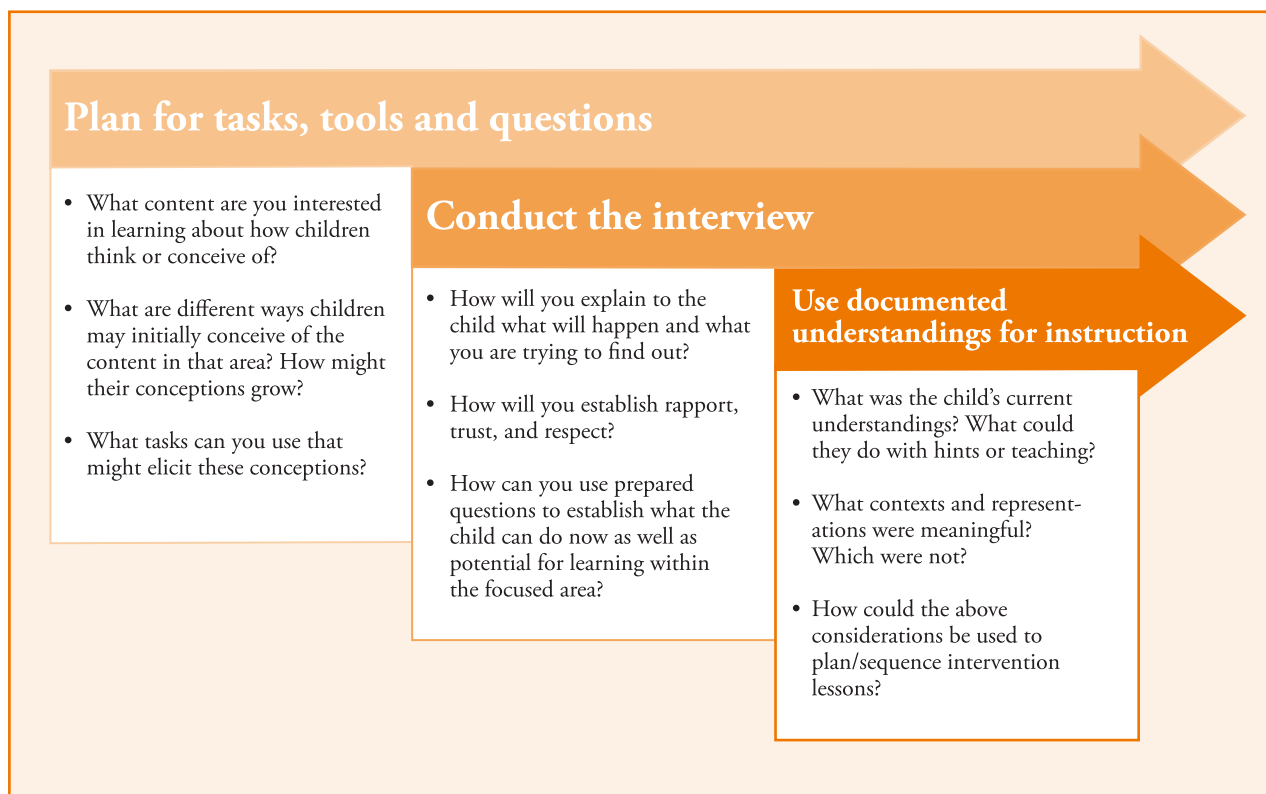 Plan for tasks, tools and questions
• What content are you interested
in learning about how children
think or conceive of?
• What are different ways children
may initially conceive of the
content in that area? How might
their conceptions grow?
• What tasks can you use that
might elicit these conceptions?
Conduct the interview
• How will you explain to the
child what will happen and what
you are trying to find out?
• How will you establish rapport,
trust, and respect?
• How can you use prepared
questions to establish what the
child can do now as well as
potential for learning within
the focused area?
Use documented
understandings for instruction
• What was the child’s current
understandings? What could
they do with hints or teaching?
• What contexts and represent-
ations were meaningful?
Which were not?
• How could the above
considerations be used to
plan/sequence intervention
lessons?